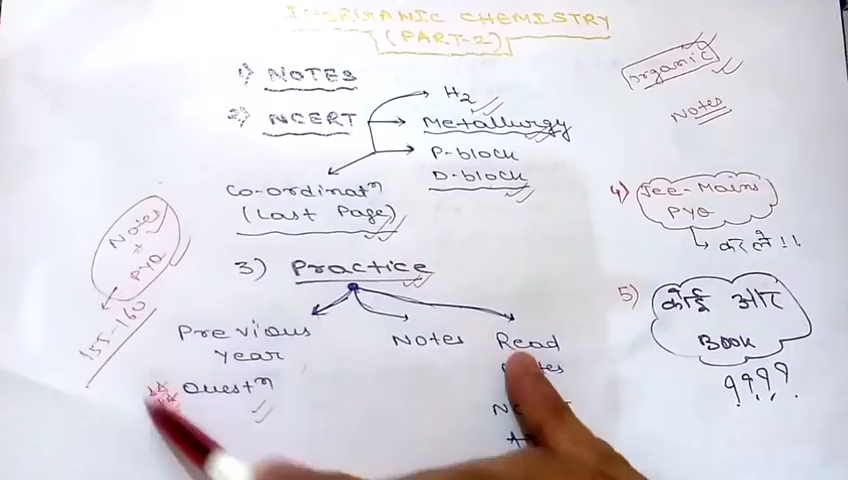 INORGANIC CHEMISTRY
(PART-2)
Organic
Notes
1) NOTES
2) NCERT
H2
Metallurgy
P-block
D-block
Co-ordinatn
(Last Page)
4) Jee-Mains
PYQ
कर लो !!
Notes
+
PYQ
155-160
3) Practice
5) कोई और
Book
????
Previous
year
Questn
Notes
Read